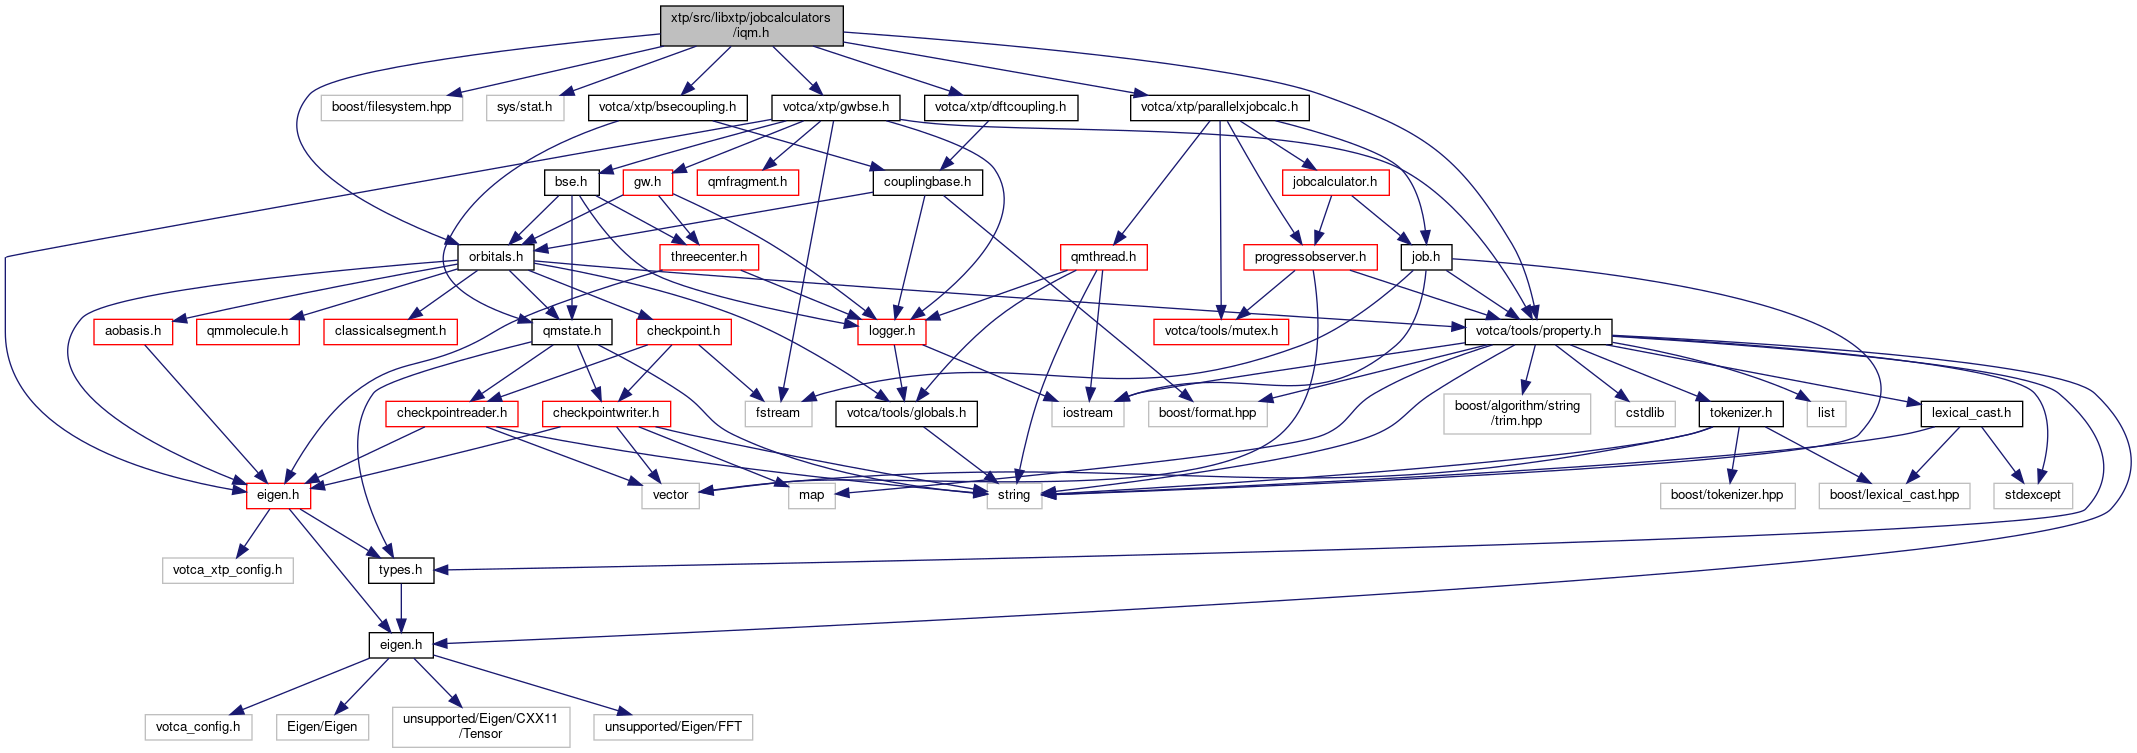 xtp/src/libxtp/jobcalculators
/iqm.h
boost/filesystem.hpp
sys/stat.h
votca/xtp/bsecoupling.h
votca/xtp/gwbse.h
votca/xtp/dftcoupling.h
votca/xtp/parallelxjobcalc.h
bse.h
gw.h
qmfragment.h
couplingbase.h
jobcalculator.h
orbitals.h
threecenter.h
qmthread.h
progressobserver.h
job.h
aobasis.h
qmmolecule.h
classicalsegment.h
qmstate.h
checkpoint.h
logger.h
votca/tools/mutex.h
votca/tools/property.h
checkpointreader.h
checkpointwriter.h
fstream
votca/tools/globals.h
iostream
boost/format.hpp
boost/algorithm/string
/trim.hpp
cstdlib
tokenizer.h
list
lexical_cast.h
eigen.h
vector
map
string
boost/tokenizer.hpp
boost/lexical_cast.hpp
stdexcept
votca_xtp_config.h
types.h
eigen.h
votca_config.h
Eigen/Eigen
unsupported/Eigen/CXX11
/Tensor
unsupported/Eigen/FFT